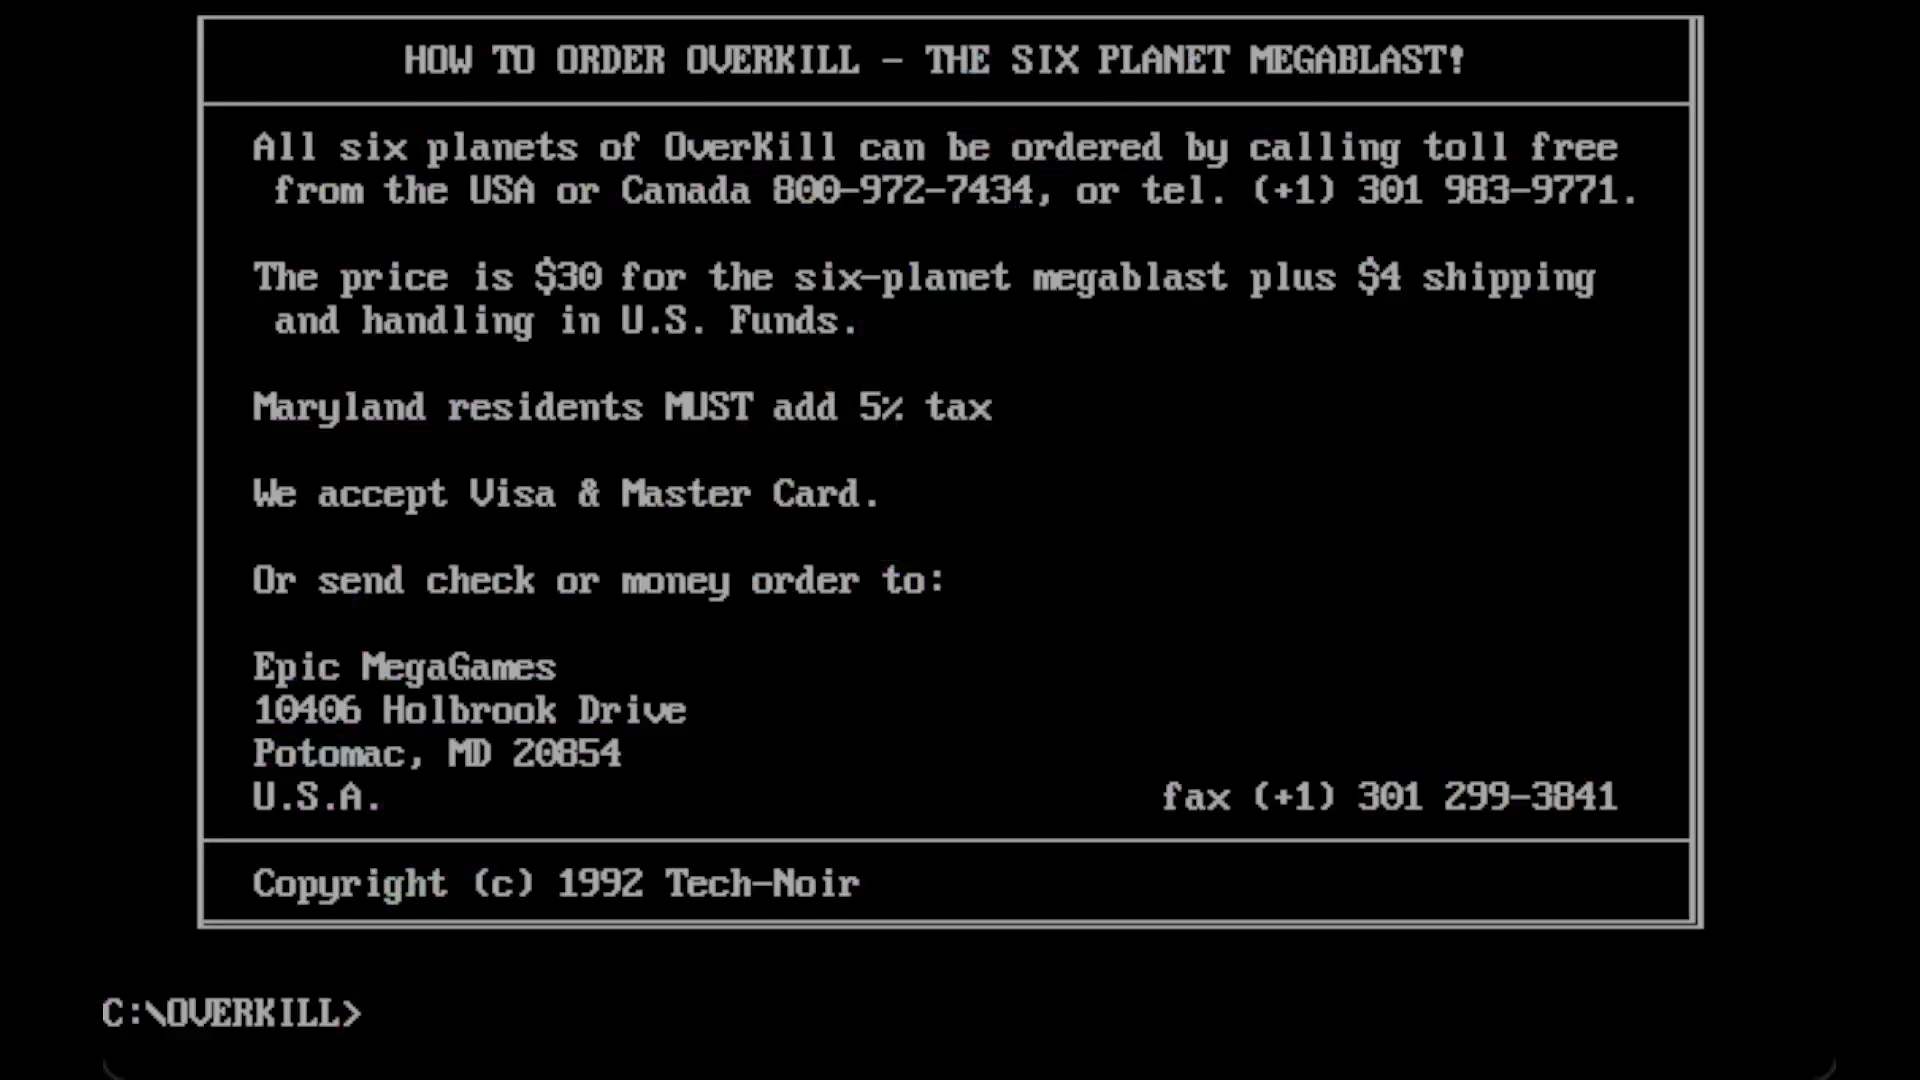 HOW TO ORDER OVERKILL - THE SIX PLANET MEGABLAST!
All six planets of OverKill can be ordered by calling toll free
from the USA or Canada 800-972-7434, or tel. (+1) 301 983-9771.
The price is $30 for the six-planet megablast plus $4 shipping
and handling in U.S. Funds.
Maryland residents MUST add 5% tax
We accept Visa & Master Card.
Or send check or money order to:
Epic MegaGames
10406 Holbrook Drive
Potomac, MD 20854
U.S.A. fax (+1) 301 299-3841
Copyright (c) 1992 Tech-Noir
C:\OVERKILL>